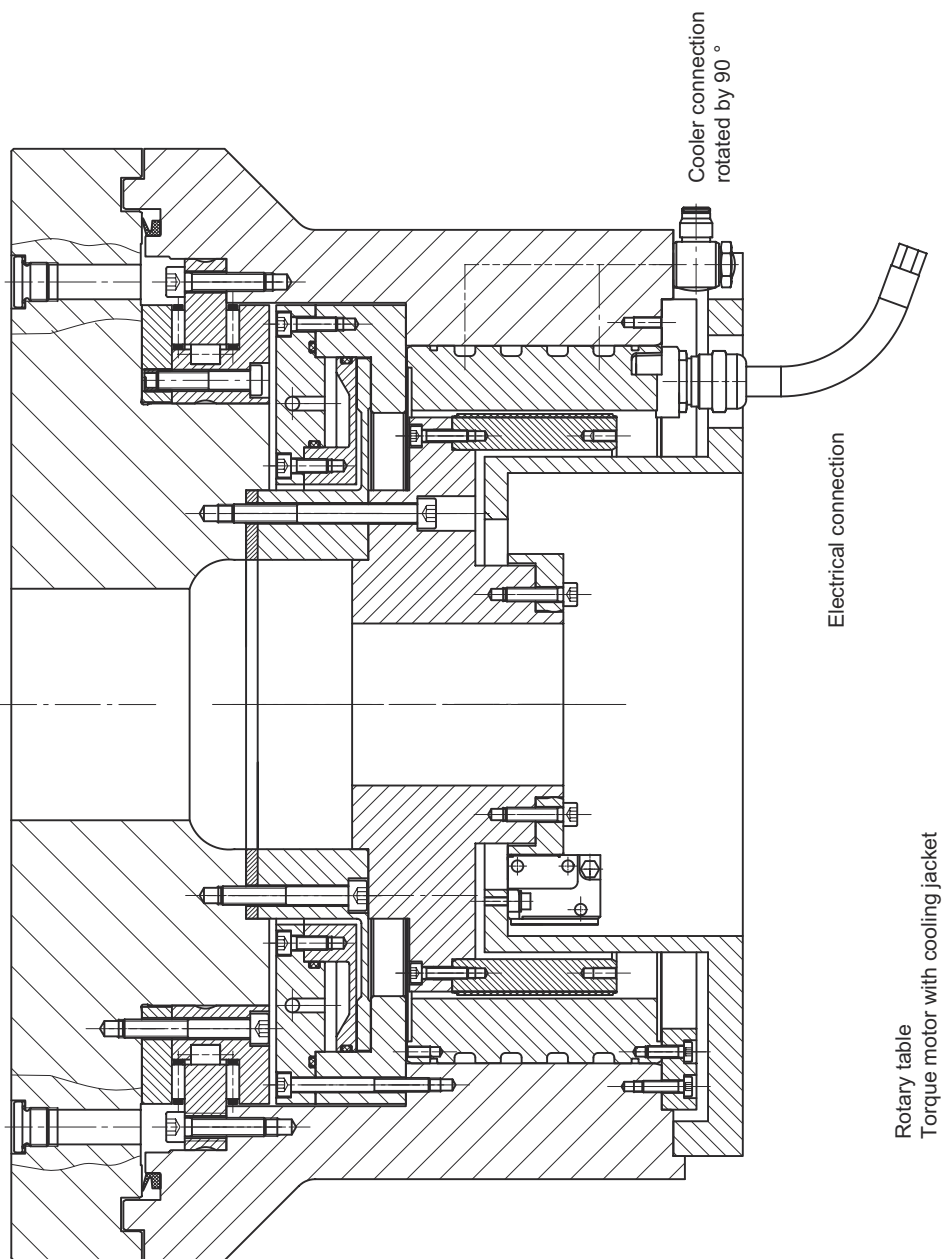 Cooler connection
rotated by 90 °
Electrical connection
Rotary table
Torque motor with cooling jacket